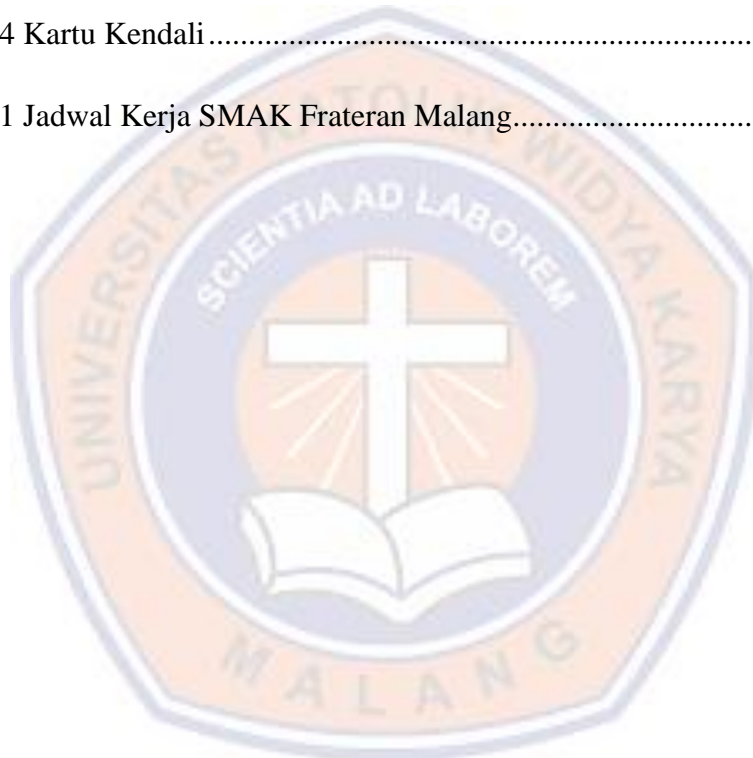 4 Kartu Kendali...............................................................................
1 Jadwal Kerja SMAK Frateran Malang..............................
UNIVERSITAS KATOLIK WIDYA KARYA
SCIENTIA AD LABOREM
MALANG